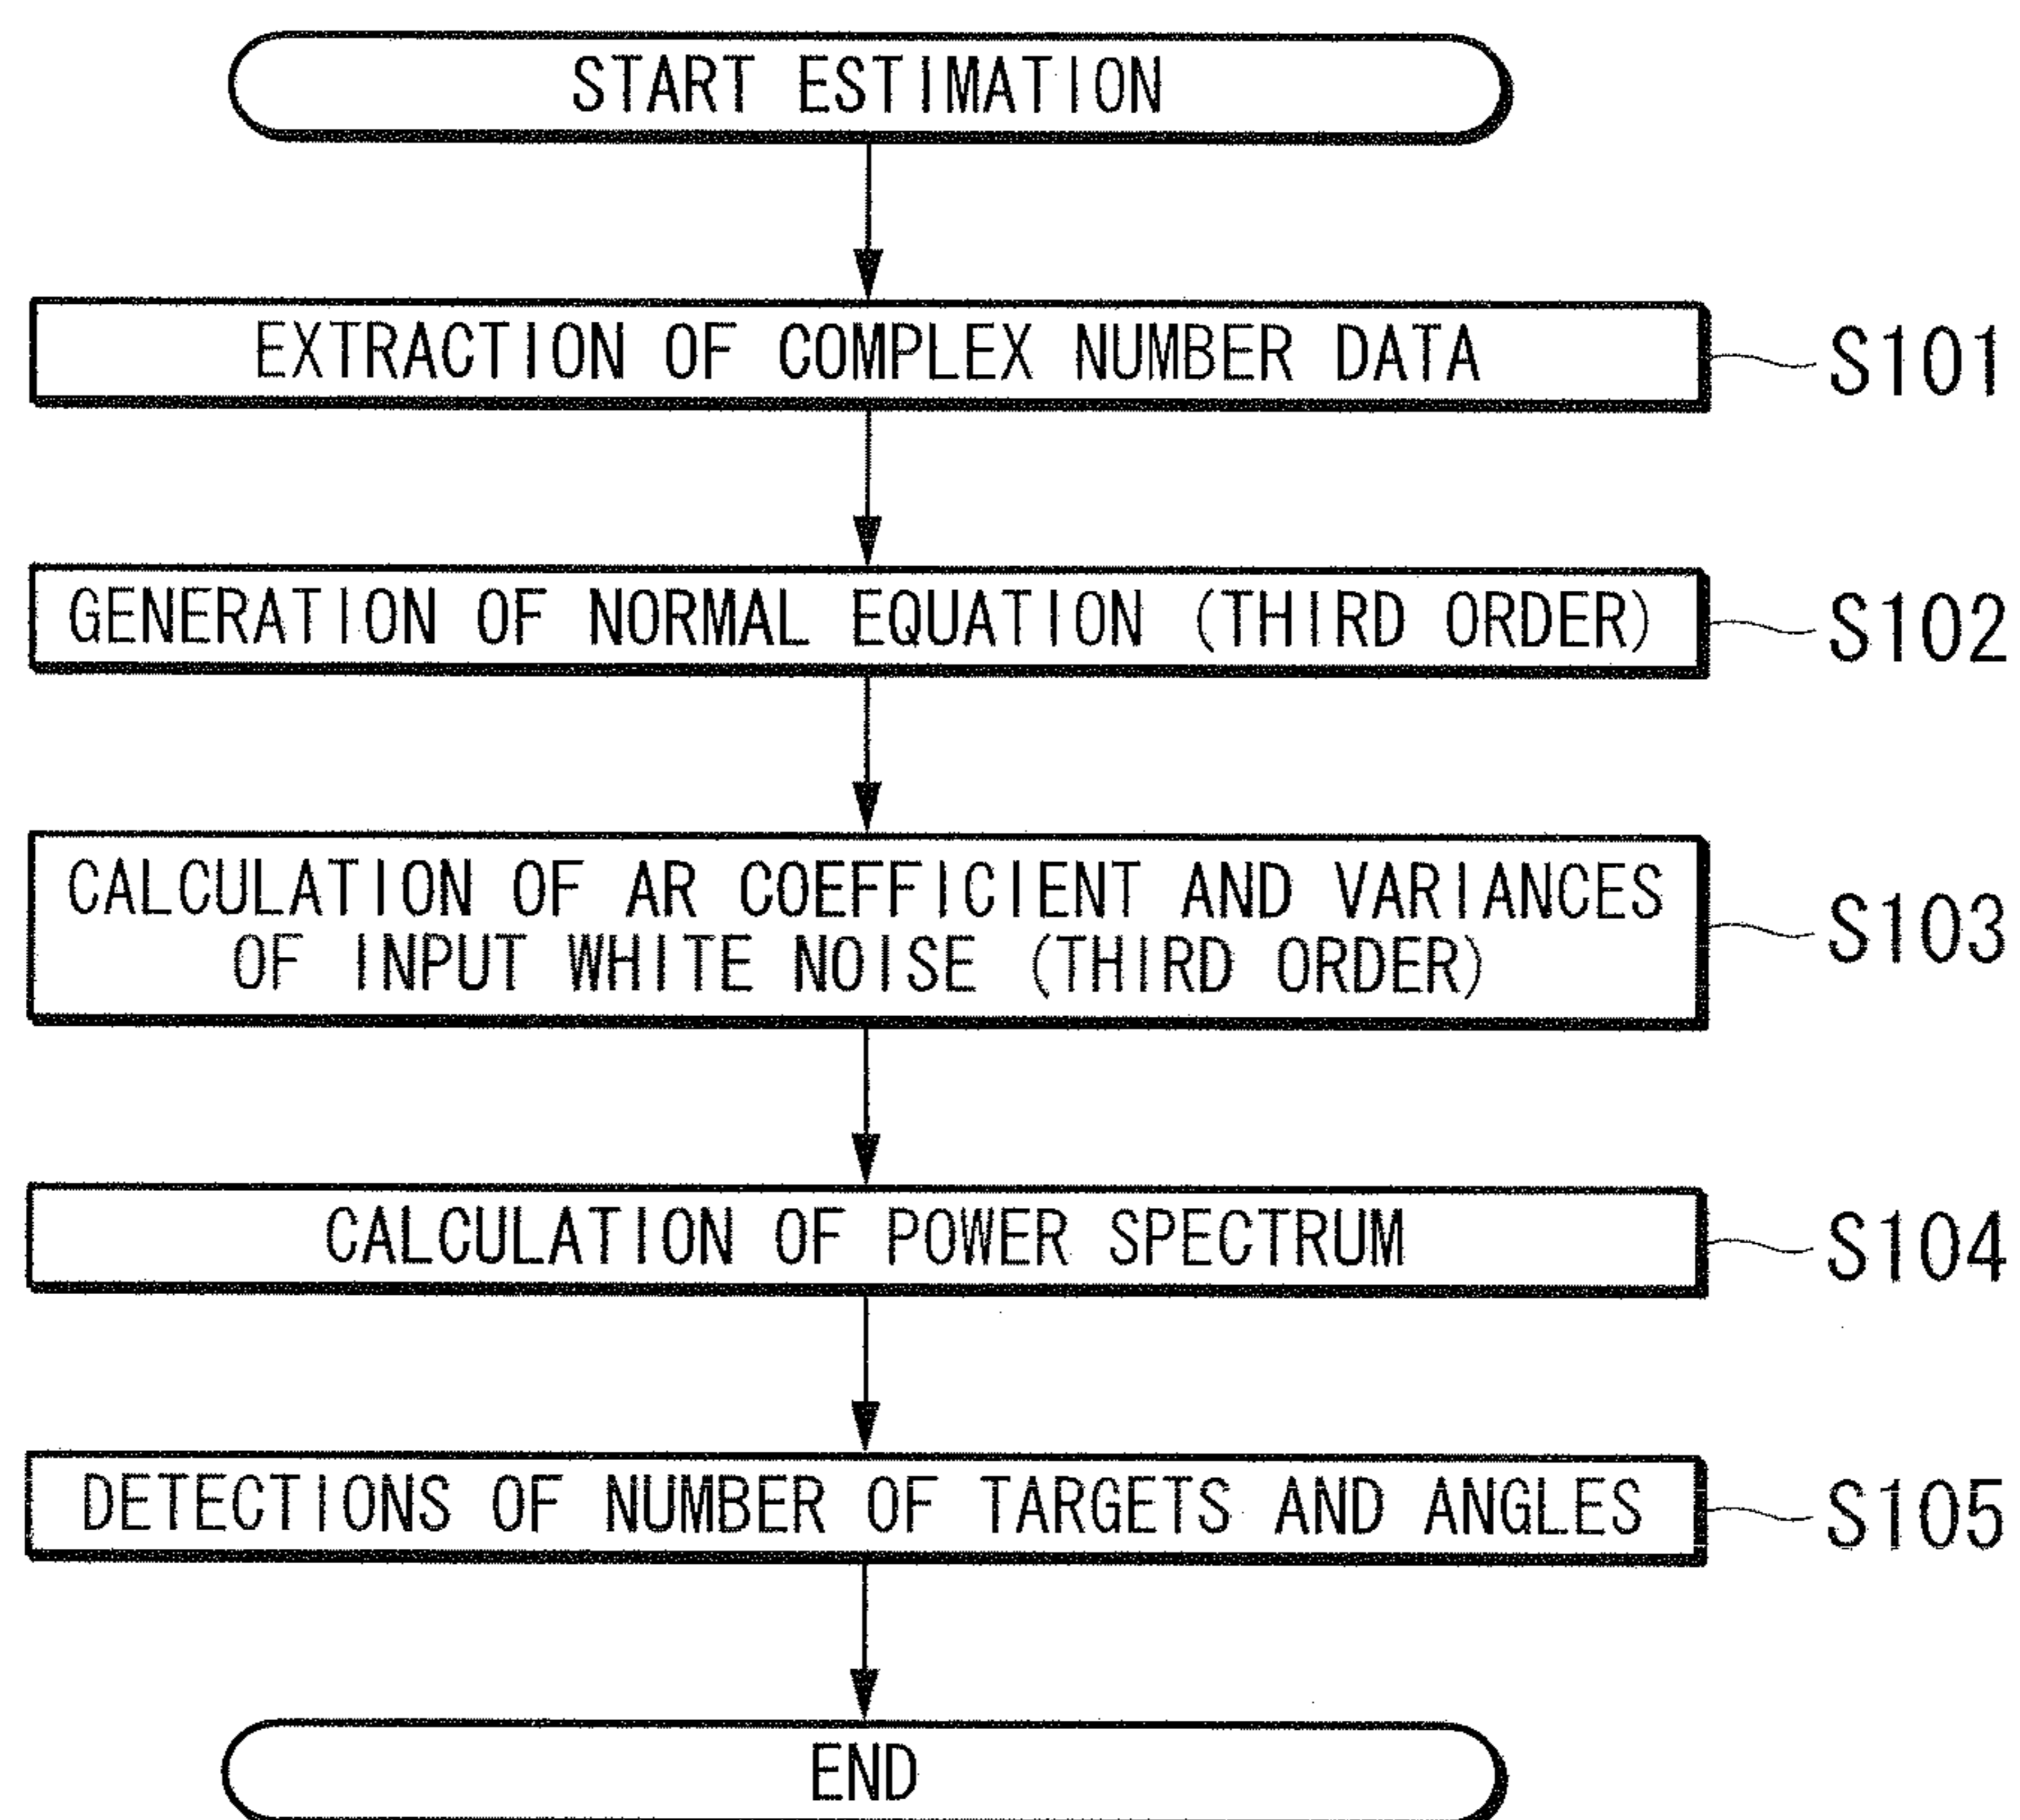 START ESTIMATION
EXTRACTION OF COMPLEX NUMBER DATA
S101
GENERATION OF NORMAL EQUATION (THIRD ORDER)
S102
CALCULATION OF AR COEFFICIENT AND VARIANCES
OF INPUT WHITE NOISE (THIRD ORDER)
S103
CALCULATION OF POWER SPECTRUM
S104
DETECTIONS OF NUMBER OF TARGETS AND ANGLES
S105
END